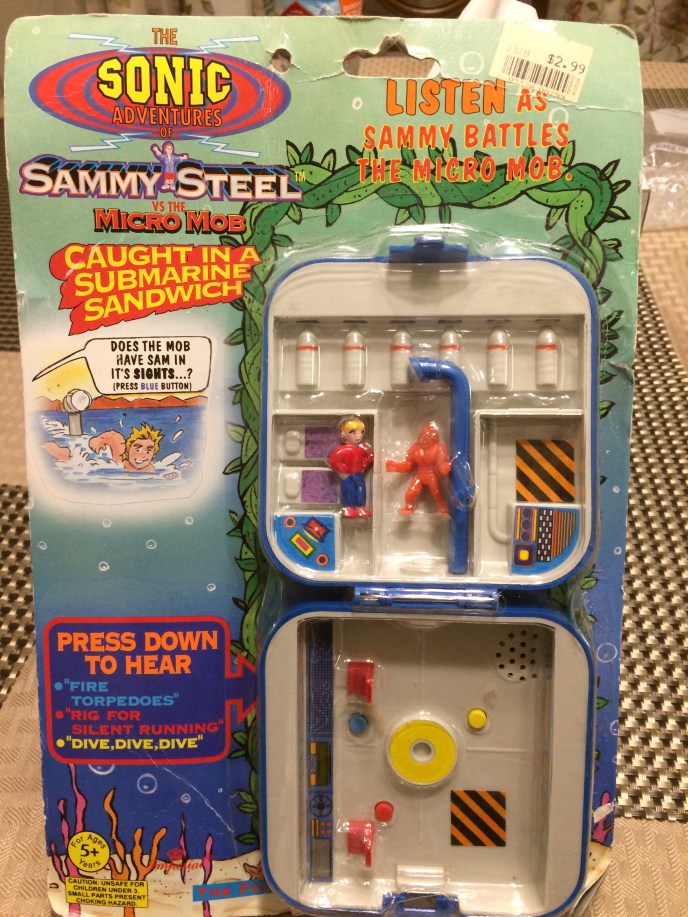 THE
SONIC
ADVENTURES
OF
SAMMY STEEL™
VS THE
MICRO MOB
CAUGHT IN A
SUBMARINE
SANDWICH
$2.99
LISTEN AS
SAMMY BATTLES
THE MICRO MOB.
DOES THE MOB
HAVE SAM IN
IT'S SIGHTS...?
(PRESS BLUE BUTTON)
PRESS DOWN
TO HEAR
•"FIRE
TORPEDOES"
•"RIG FOR
SILENT RUNNING"
•"DIVE,DIVE,DIVE"
For Ages
5+
Years
Imperial
CAUTION: UNSAFE FOR
CHILDREN UNDER 3.
SMALL PARTS PRESENT
CHOKING HAZARD.
THE